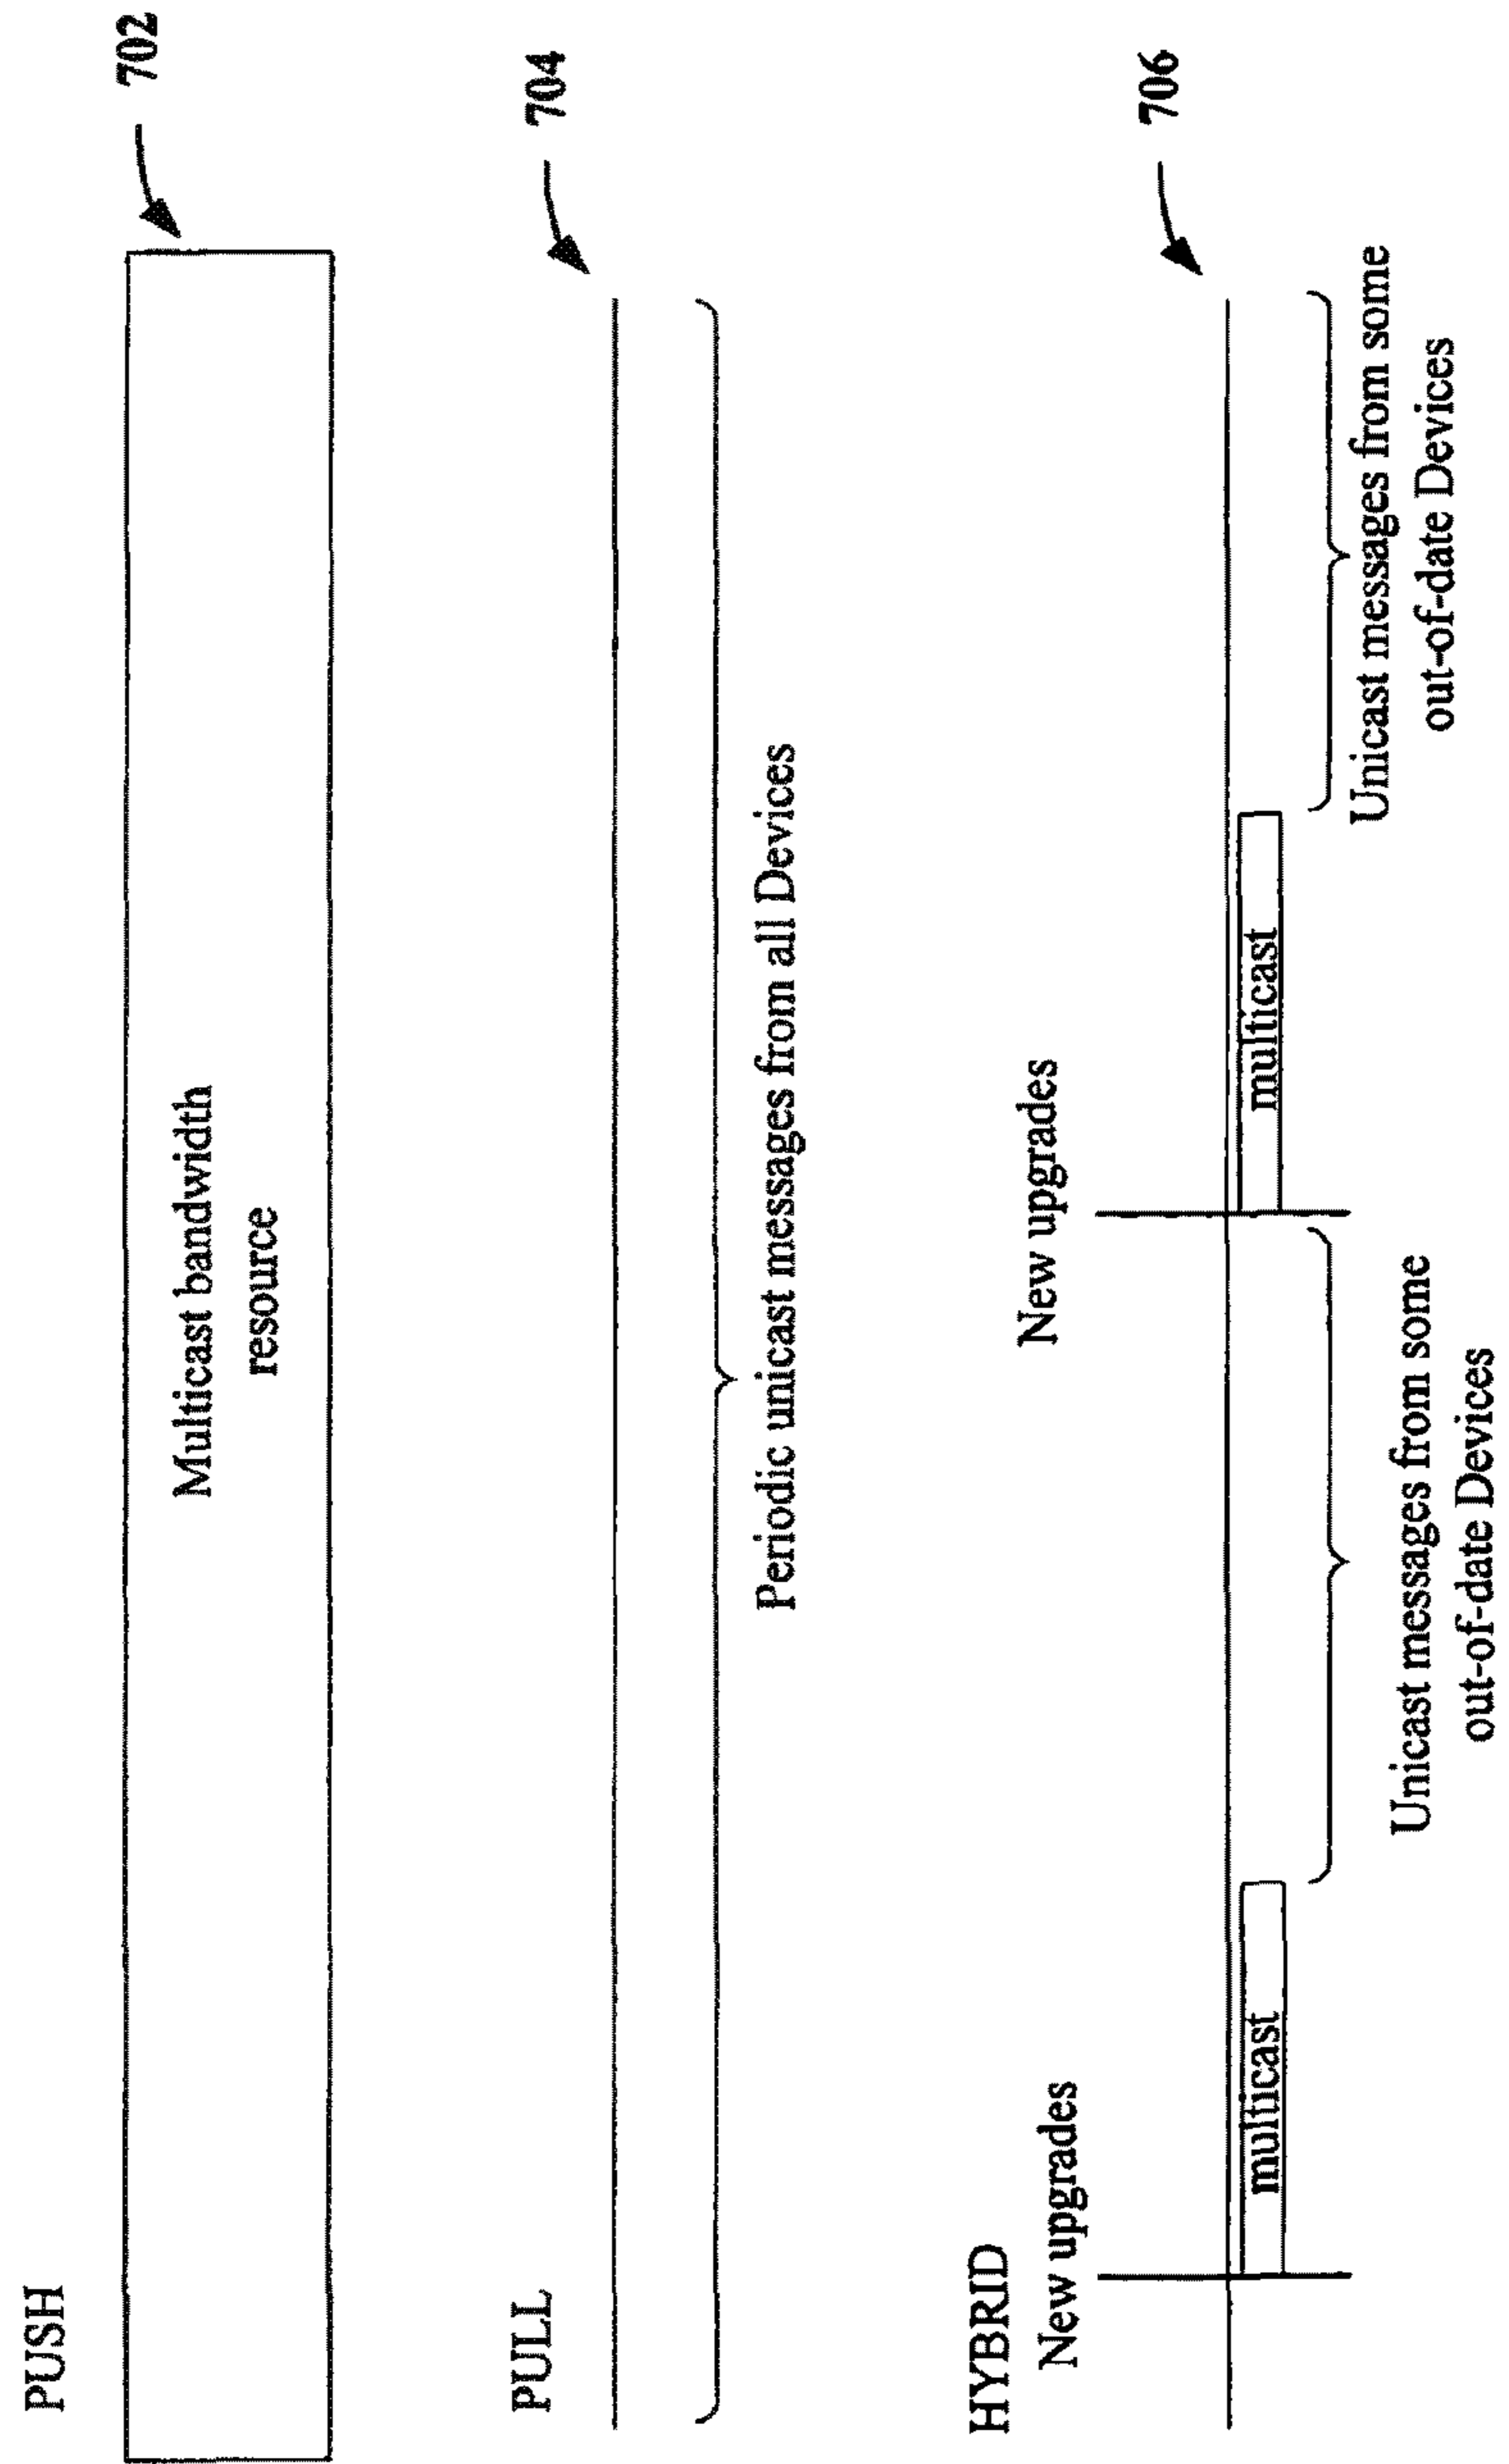 PUSH
702
Multicast bandwidth
resource
PULL
704
Periodic unicast messages from all Devices
HYBRID
New upgrades
New upgrades
706
multicast
multicast
Unicast messages from some
out-of-date Devices
Unicast messages from some
out-of-date Devices